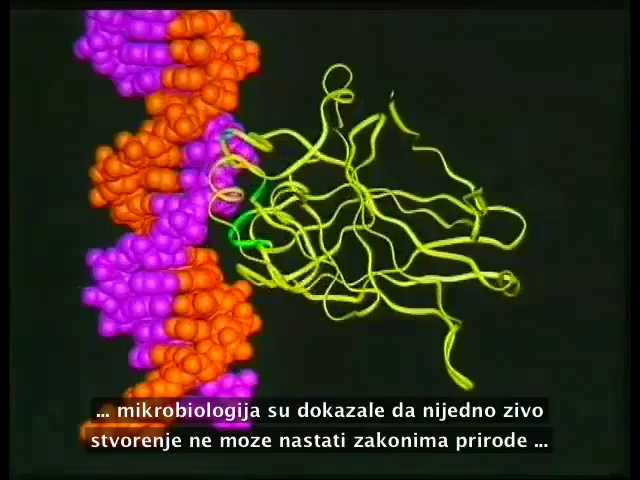 ... mikrobiologija su dokazale da nijedno zivo
stvorenje ne moze nastati zakonima prirode ...